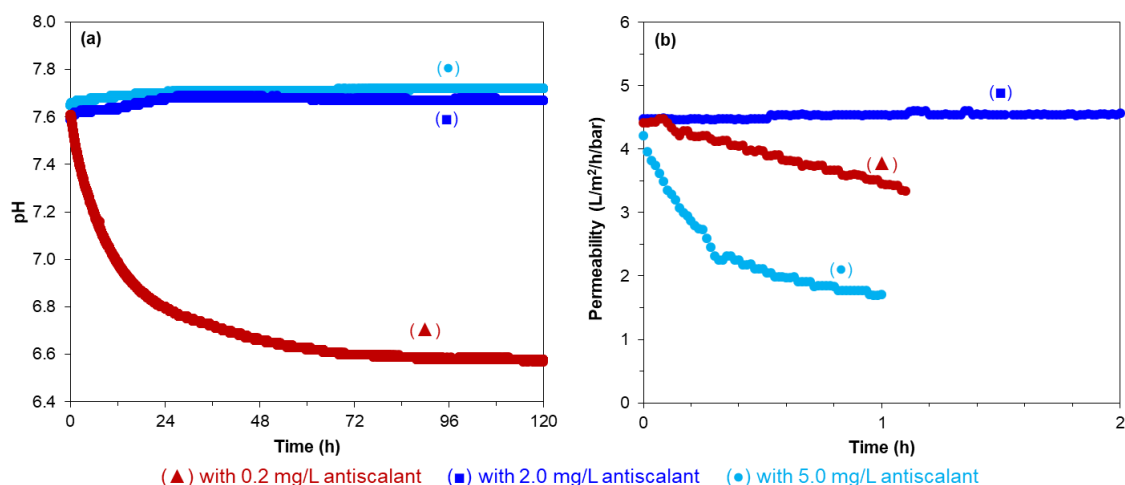 (a)
pH
8.0
7.8
7.6
7.4
7.2
7.0
6.8
6.6
6.4
0 24 48 72 96 120
Time (h)
(●)
(■)
(▲)
(b)
Permeability (L/m²/h/bar)
6
5
4
3
2
1
0
0 1 2
Time (h)
(■)
(▲)
(●)
(▲) with 0.2 mg/L antiscalant (■) with 2.0 mg/L antiscalant (●) with 5.0 mg/L antiscalant